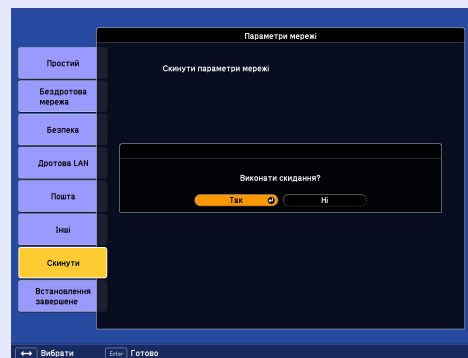 Параметри мережі
Простий
Скинути параметри мережі
Бездротова
мережа
Безпека
Дротова LAN
Виконати скидання?
Так
Ні
Пошта
Інші
Скинути
Встановлення
завершене
Вибрати
Enter Готово